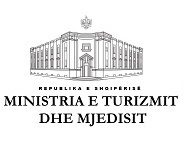 REPUBLIKA E SHQIPËRISË
MINISTRIA E TURIZMIT
DHE MJEDISIT